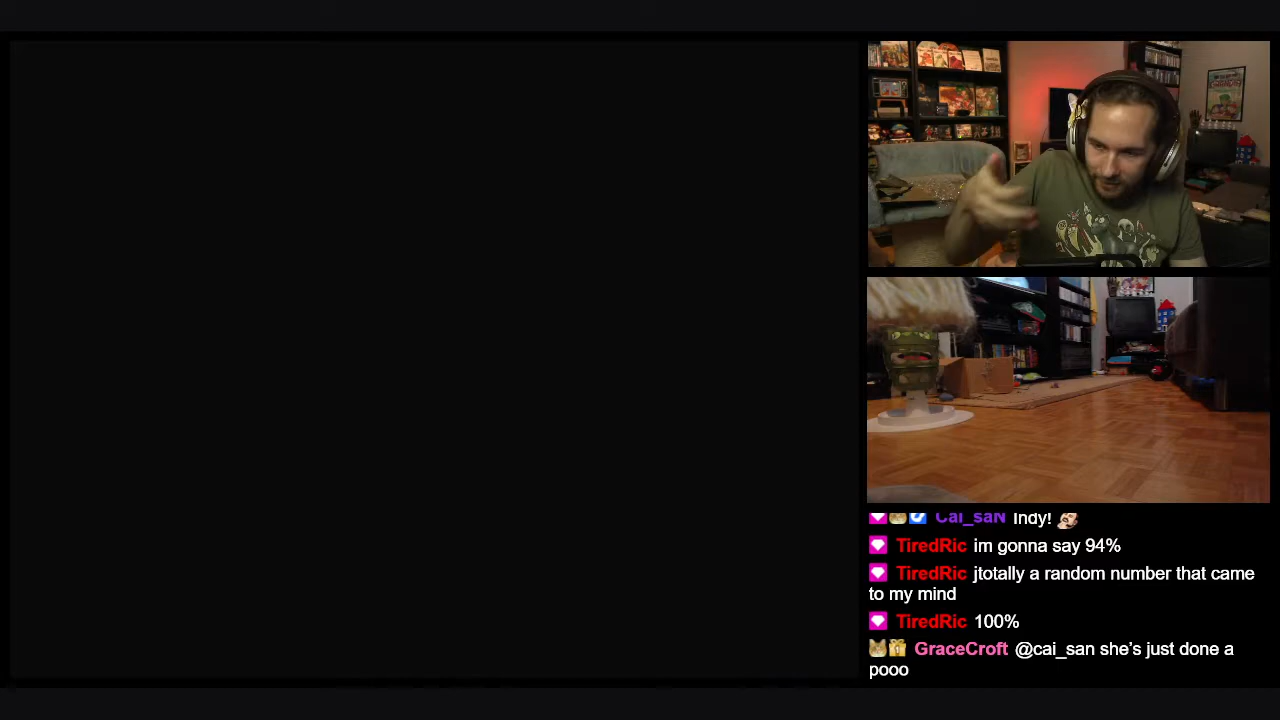 Cai_saN Indy!
TiredRic im gonna say 94%
TiredRic jtotally a random number that came
to my mind
TiredRic 100%
GraceCroft @cai_san she's just done a
pooo